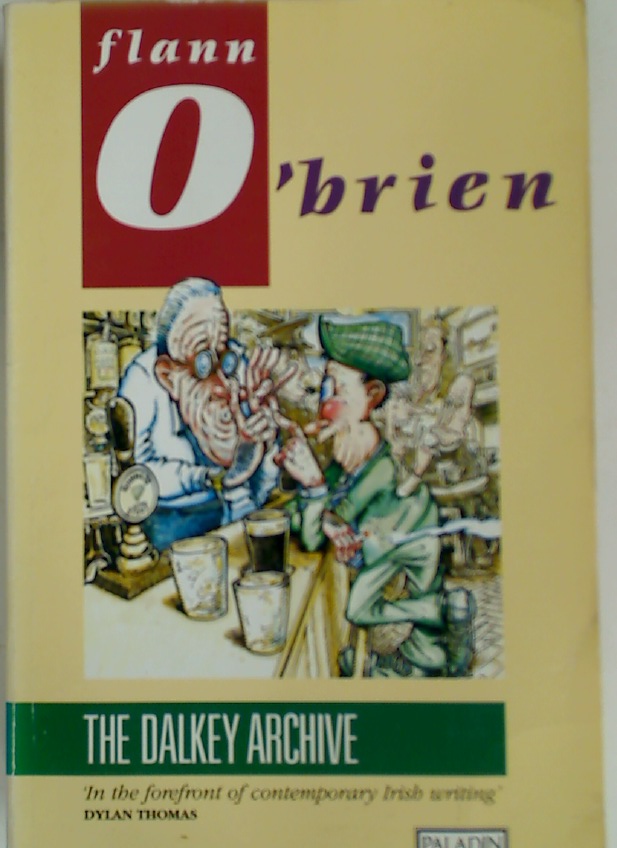 flann
O'brien
THE DALKEY ARCHIVE
'In the forefront of contemporary Irish writing'
DYLAN THOMAS
PALADIN